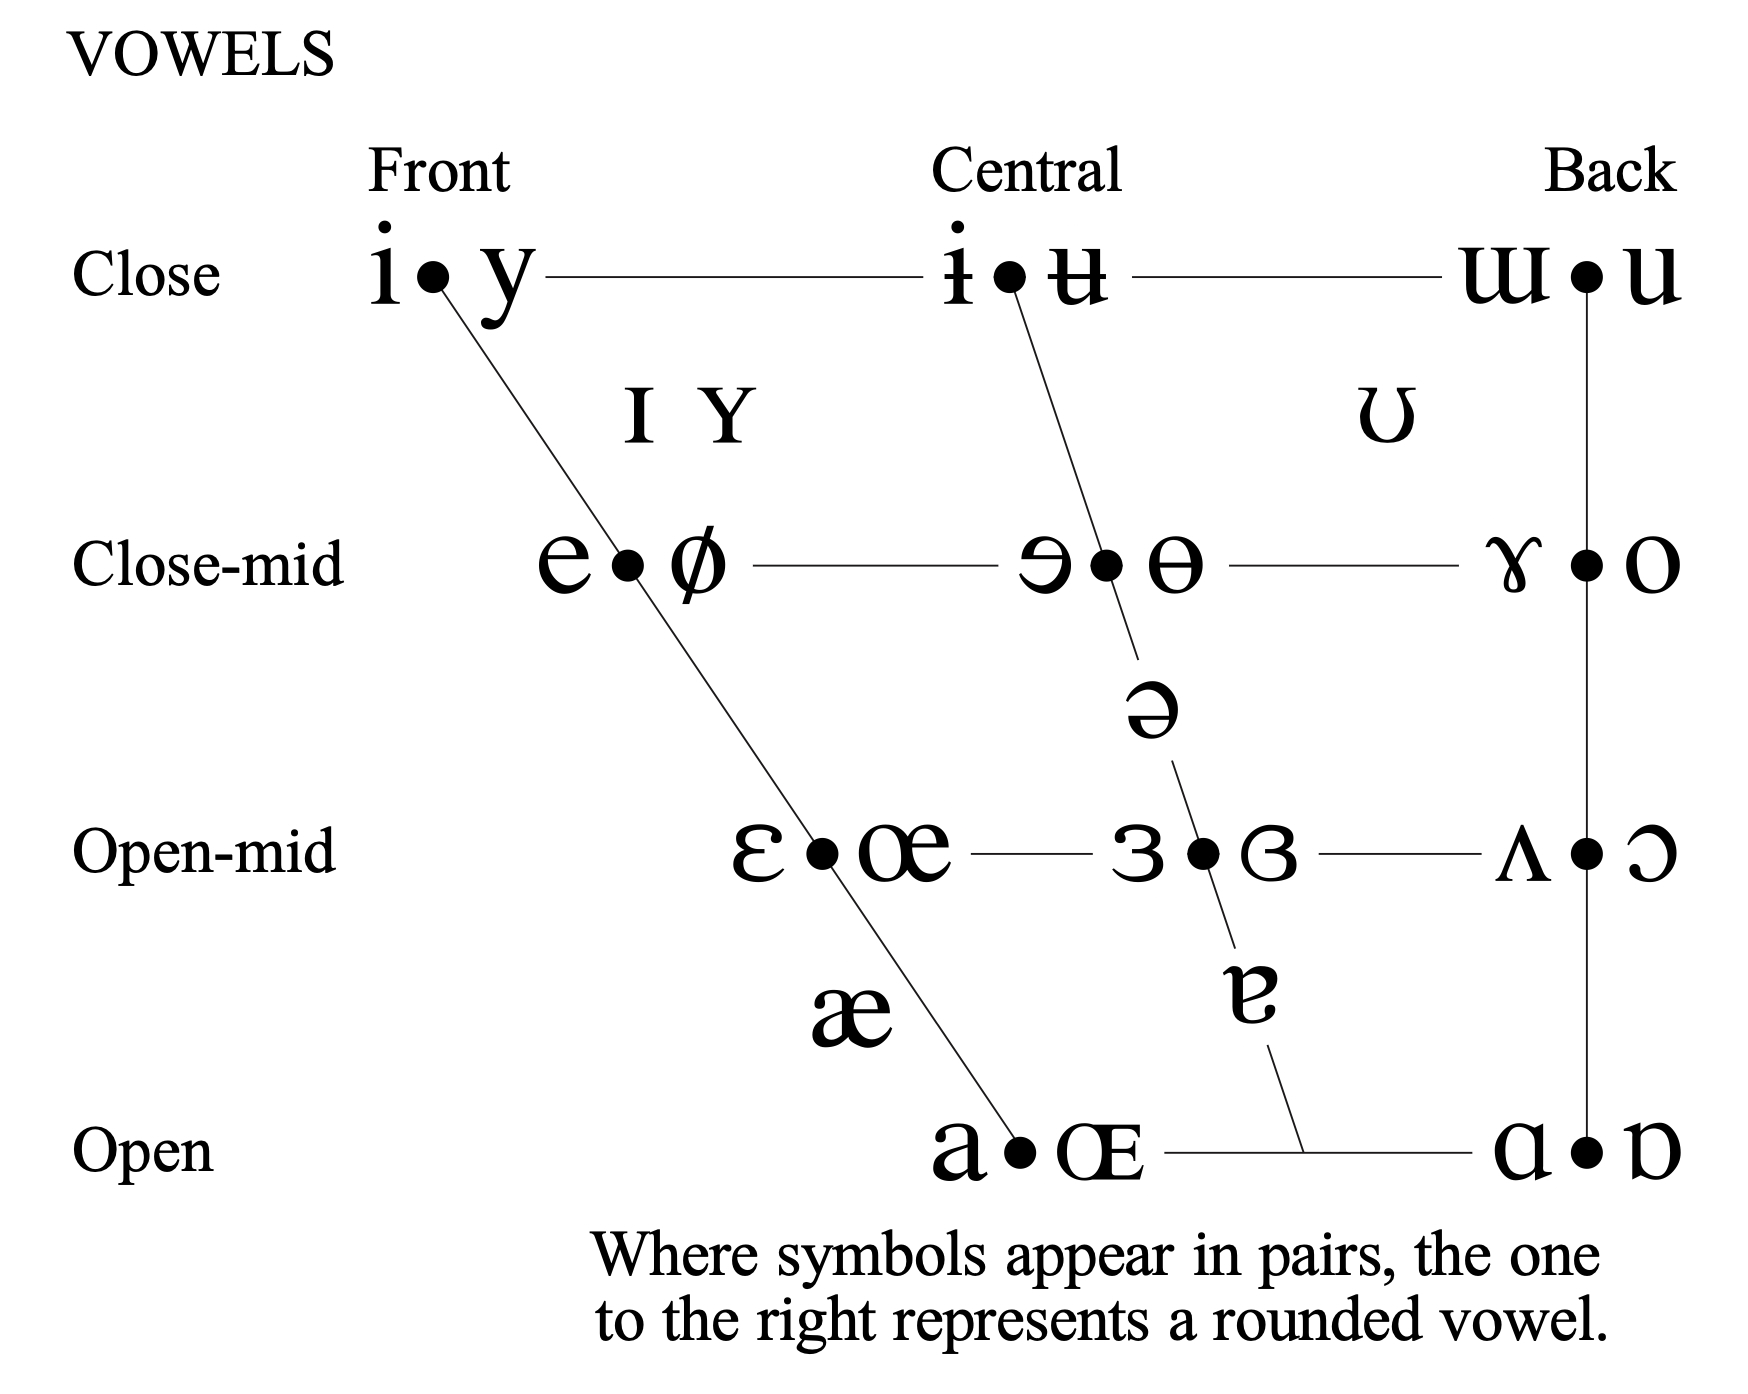 VOWELS
Front Central Back
Close i y ɨ ʉ ɯ u
ɪ ʏ ʊ
Close-mid e ø ɘ ɵ ɤ o
ə
Open-mid ɛ œ ɜ ɞ ʌ ɔ
æ ɐ
Open a ɶ ɑ ɒ
Where symbols appear in pairs, the one
to the right represents a rounded vowel.